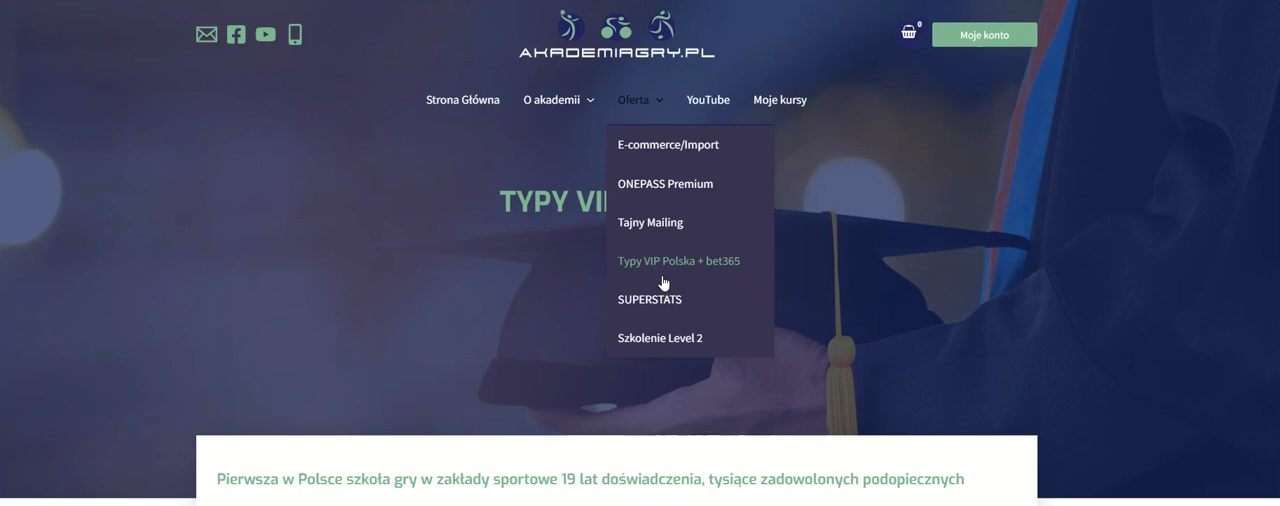 0
Moje konto
AKADEMIAGRY.PL
Strona Główna
O akademii
Oferta
YouTube
Moje kursy
E-commerce/Import
ONEPASS Premium
TYPY
Tajny Mailing
Typy VIP Polska + bet365
SUPERSTATS
Szkolenie Level 2
Pierwsza w Polsce szkoła gry w zakłady sportowe 19 lat doświadczenia, tysiące zadowolonych podopiecznych